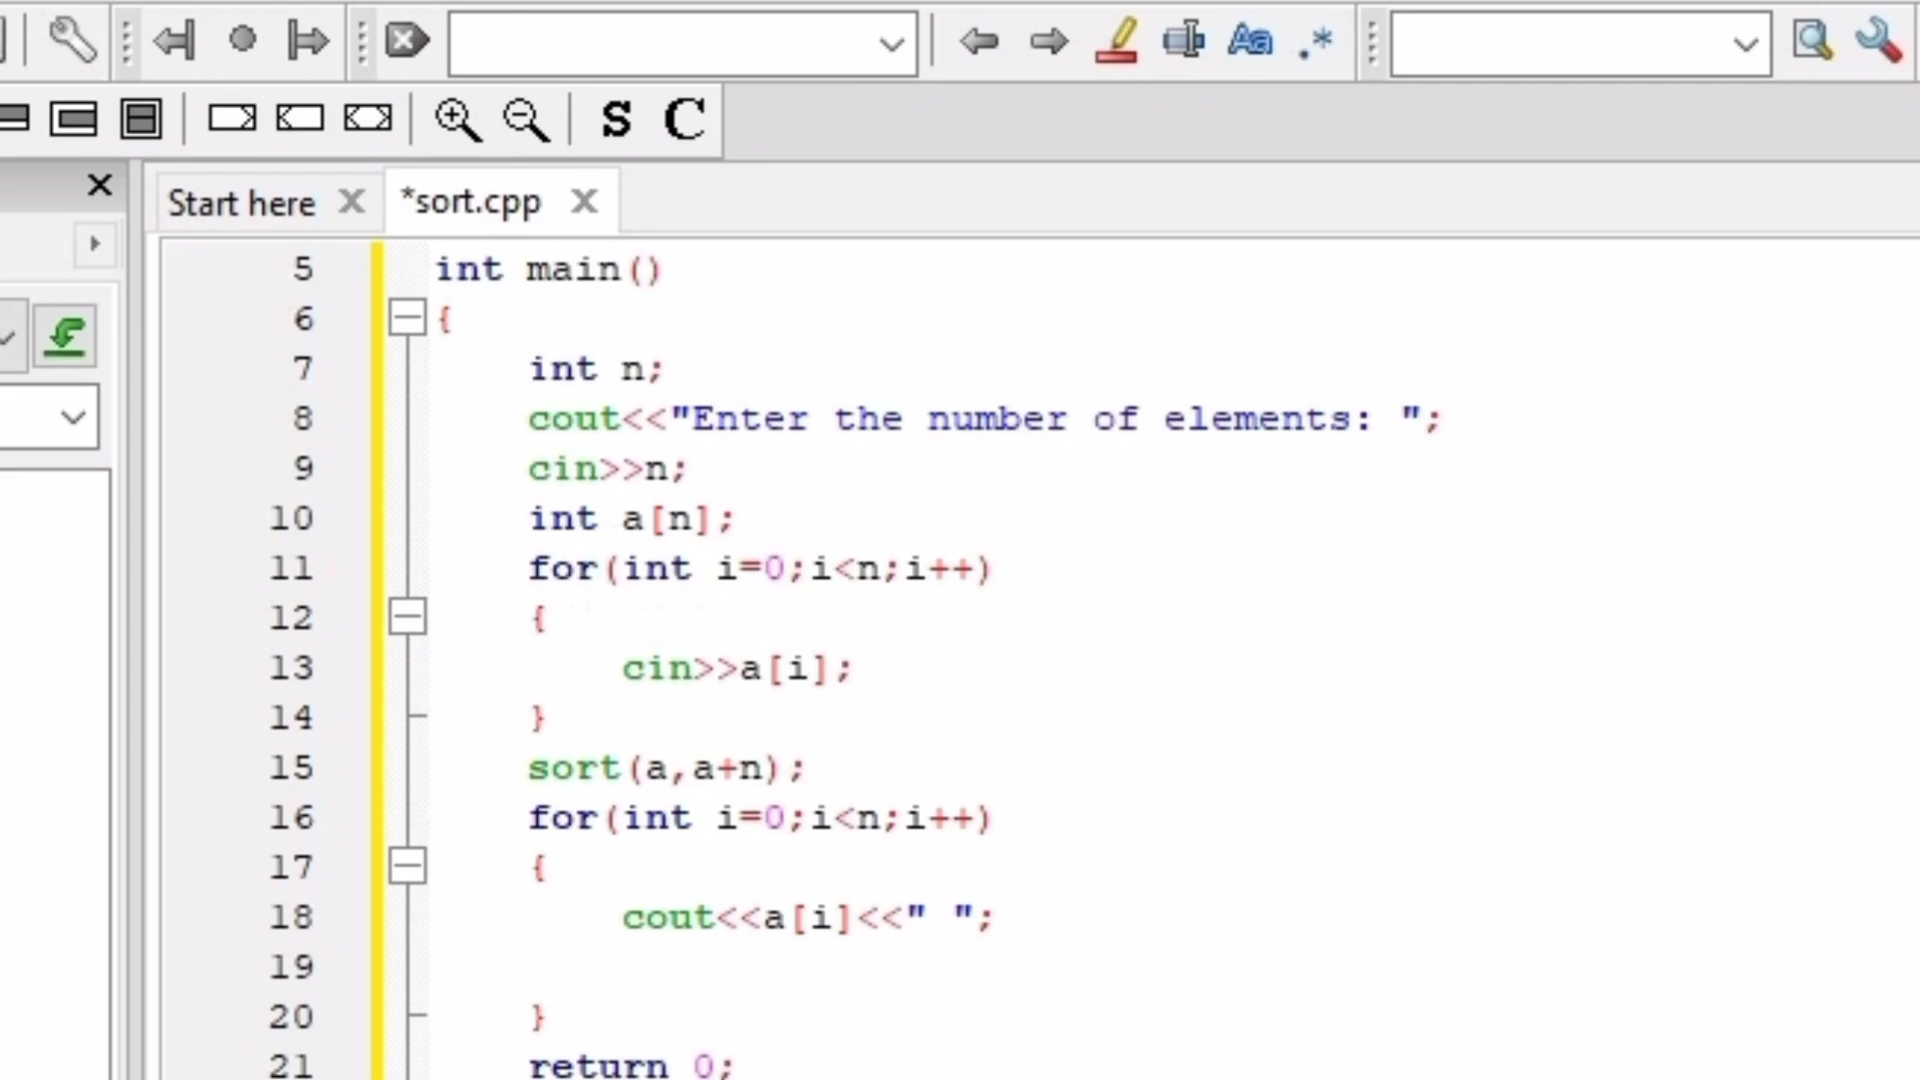 Aa .*
S C
Start here *sort.cpp
5 int main()
6 {
7 int n;
8 cout<<"Enter the number of elements: ";
9 cin>>n;
10 int a[n];
11 for(int i=0;i<n;i++)
12 {
13 cin>>a[i];
14 }
15 sort(a,a+n);
16 for(int i=0;i<n;i++)
17 {
18 cout<<a[i]<<" ";
19
20 }
21 return 0;